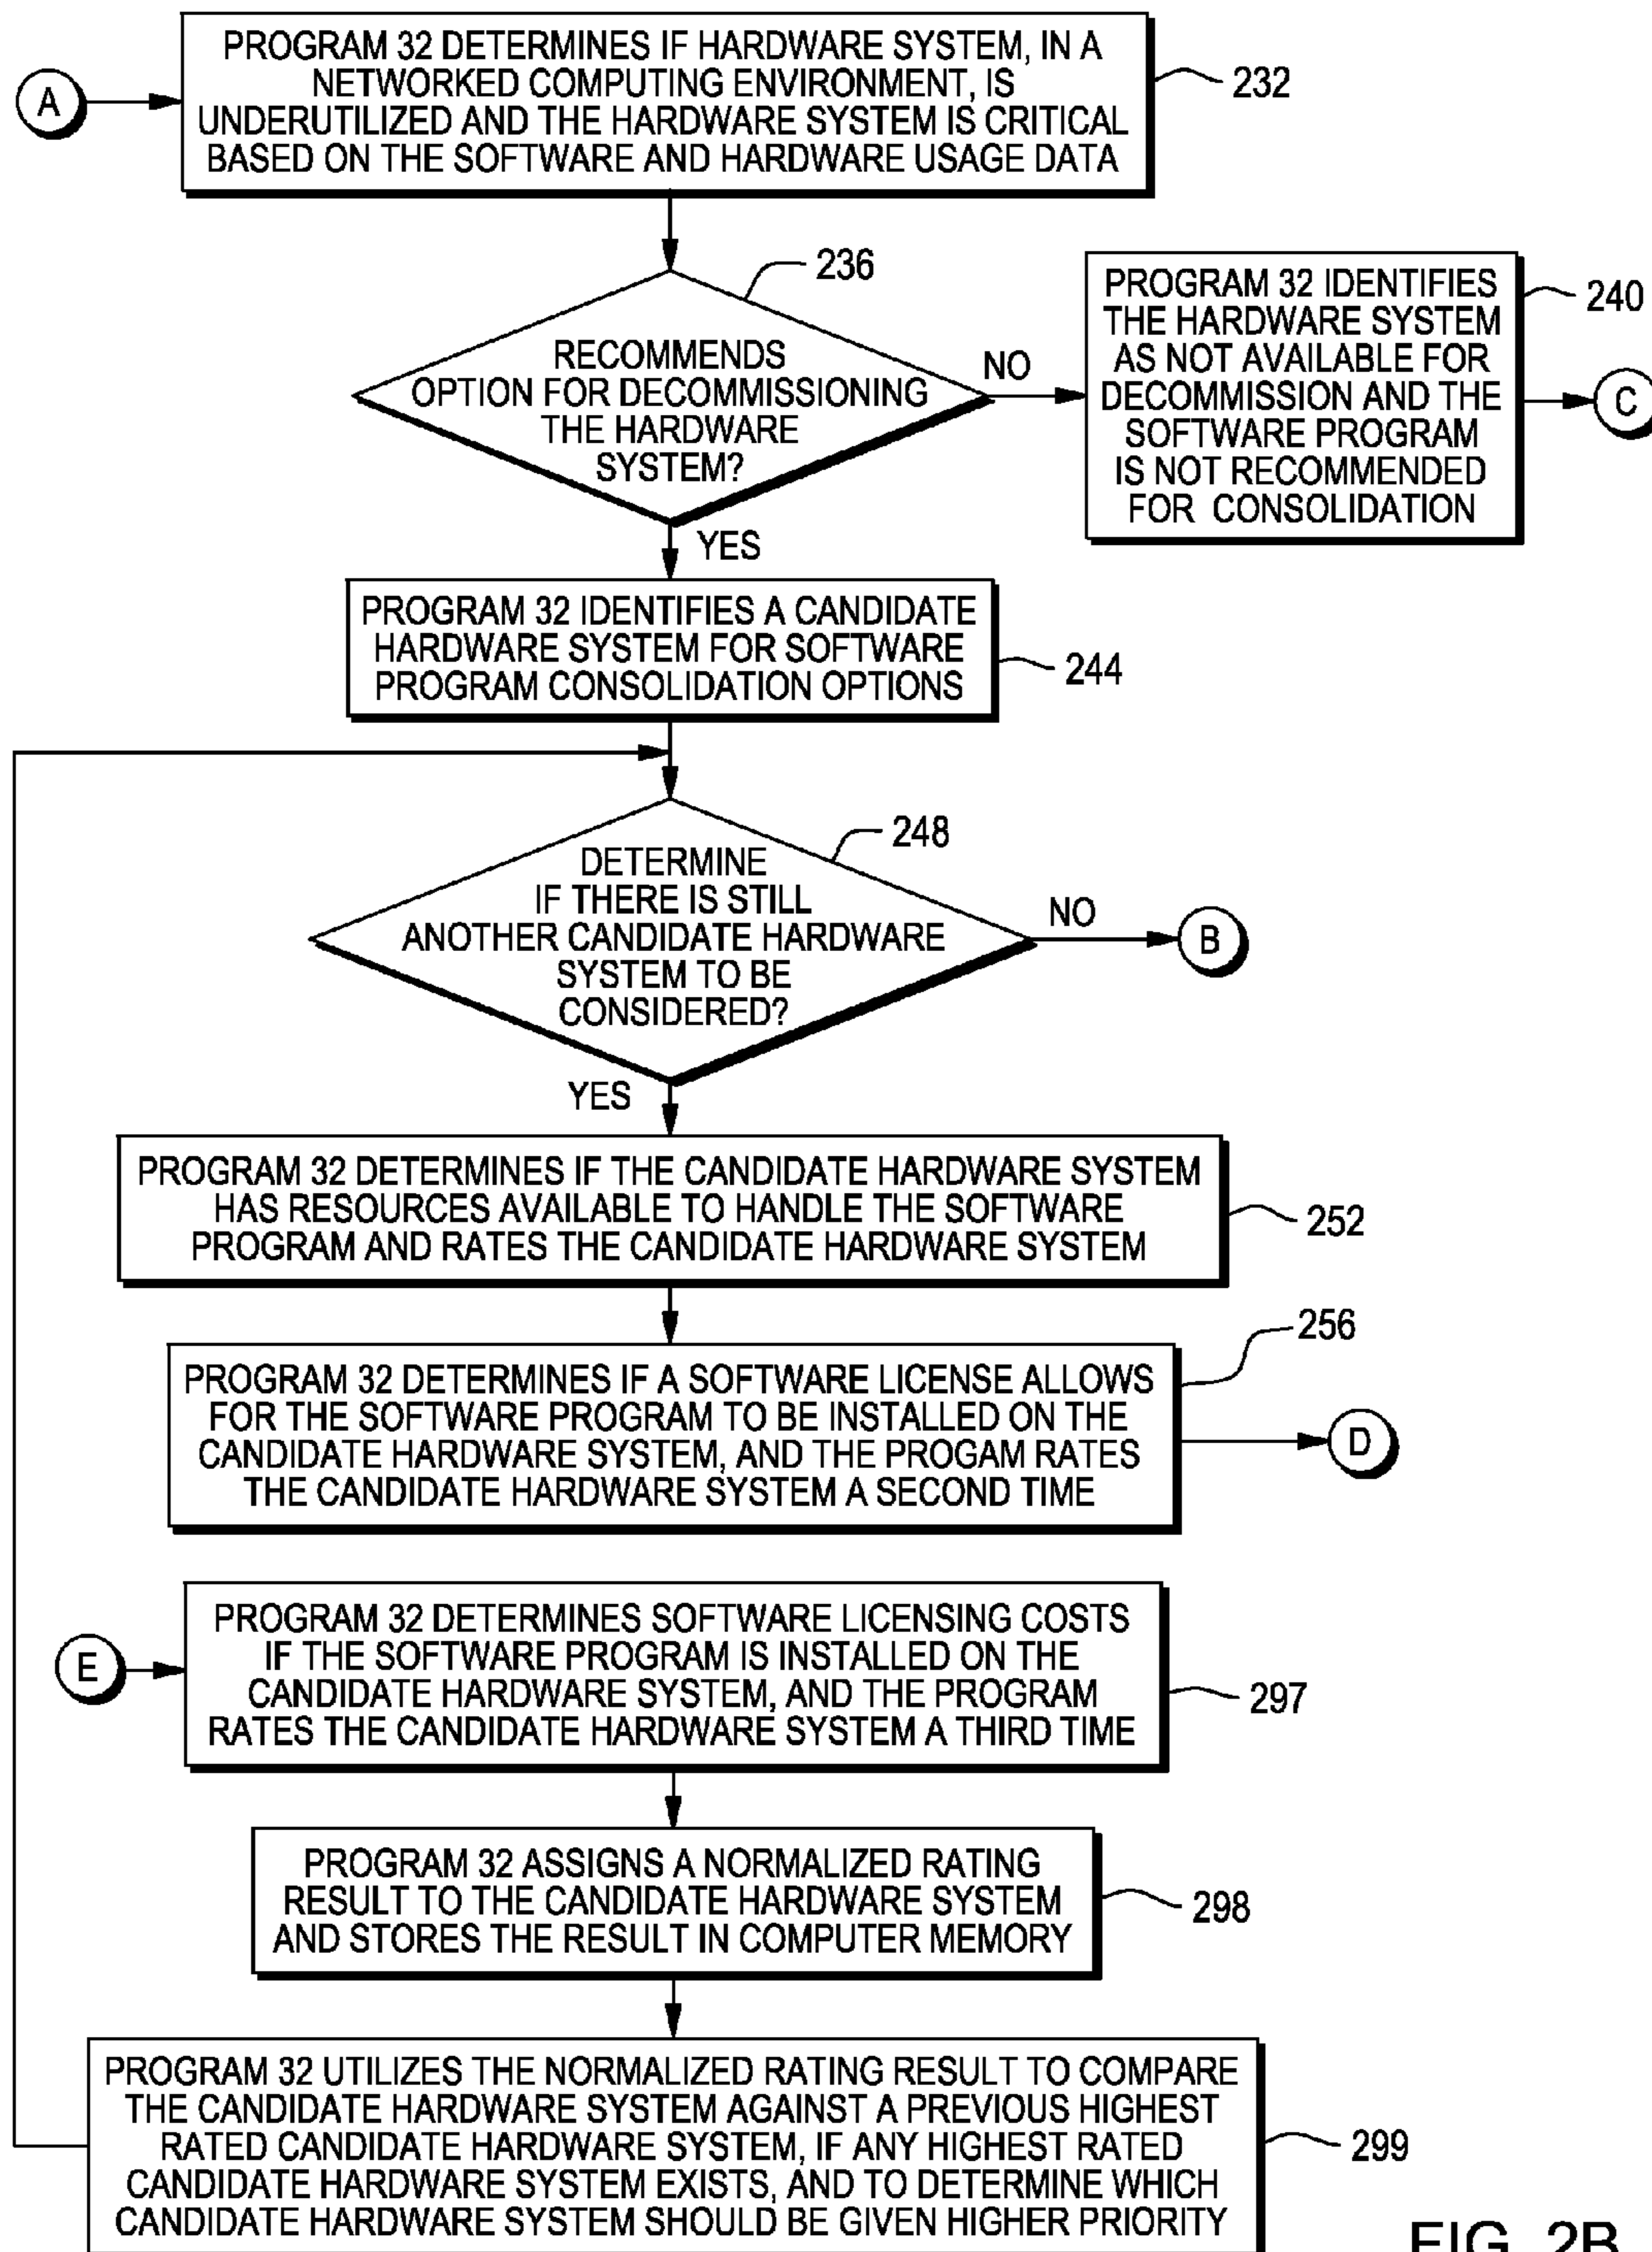 PROGRAM 32 DETERMINES IF HARDWARE SYSTEM, IN A
NETWORKED COMPUTING ENVIRONMENT, IS
UNDERUTILIZED AND THE HARDWARE SYSTEM IS CRITICAL
BASED ON THE SOFTWARE AND HARDWARE USAGE DATA
A
232
236
RECOMMENDS
OPTION FOR DECOMMISSIONING
THE HARDWARE
SYSTEM?
NO
YES
PROGRAM 32 IDENTIFIES
THE HARDWARE SYSTEM
AS NOT AVAILABLE FOR
DECOMMISSION AND THE
SOFTWARE PROGRAM
IS NOT RECOMMENDED
FOR CONSOLIDATION
240
C
PROGRAM 32 IDENTIFIES A CANDIDATE
HARDWARE SYSTEM FOR SOFTWARE
PROGRAM CONSOLIDATION OPTIONS
244
248
DETERMINE
IF THERE IS STILL
ANOTHER CANDIDATE HARDWARE
SYSTEM TO BE
CONSIDERED?
NO
B
YES
PROGRAM 32 DETERMINES IF THE CANDIDATE HARDWARE SYSTEM
HAS RESOURCES AVAILABLE TO HANDLE THE SOFTWARE
PROGRAM AND RATES THE CANDIDATE HARDWARE SYSTEM
252
256
PROGRAM 32 DETERMINES IF A SOFTWARE LICENSE ALLOWS
FOR THE SOFTWARE PROGRAM TO BE INSTALLED ON THE
CANDIDATE HARDWARE SYSTEM, AND THE PROGAM RATES
THE CANDIDATE HARDWARE SYSTEM A SECOND TIME
D
E
PROGRAM 32 DETERMINES SOFTWARE LICENSING COSTS
IF THE SOFTWARE PROGRAM IS INSTALLED ON THE
CANDIDATE HARDWARE SYSTEM, AND THE PROGRAM
RATES THE CANDIDATE HARDWARE SYSTEM A THIRD TIME
297
PROGRAM 32 ASSIGNS A NORMALIZED RATING
RESULT TO THE CANDIDATE HARDWARE SYSTEM
AND STORES THE RESULT IN COMPUTER MEMORY
298
PROGRAM 32 UTILIZES THE NORMALIZED RATING RESULT TO COMPARE
THE CANDIDATE HARDWARE SYSTEM AGAINST A PREVIOUS HIGHEST
RATED CANDIDATE HARDWARE SYSTEM, IF ANY HIGHEST RATED
CANDIDATE HARDWARE SYSTEM EXISTS, AND TO DETERMINE WHICH
CANDIDATE HARDWARE SYSTEM SHOULD BE GIVEN HIGHER PRIORITY
299
FIG. 2B